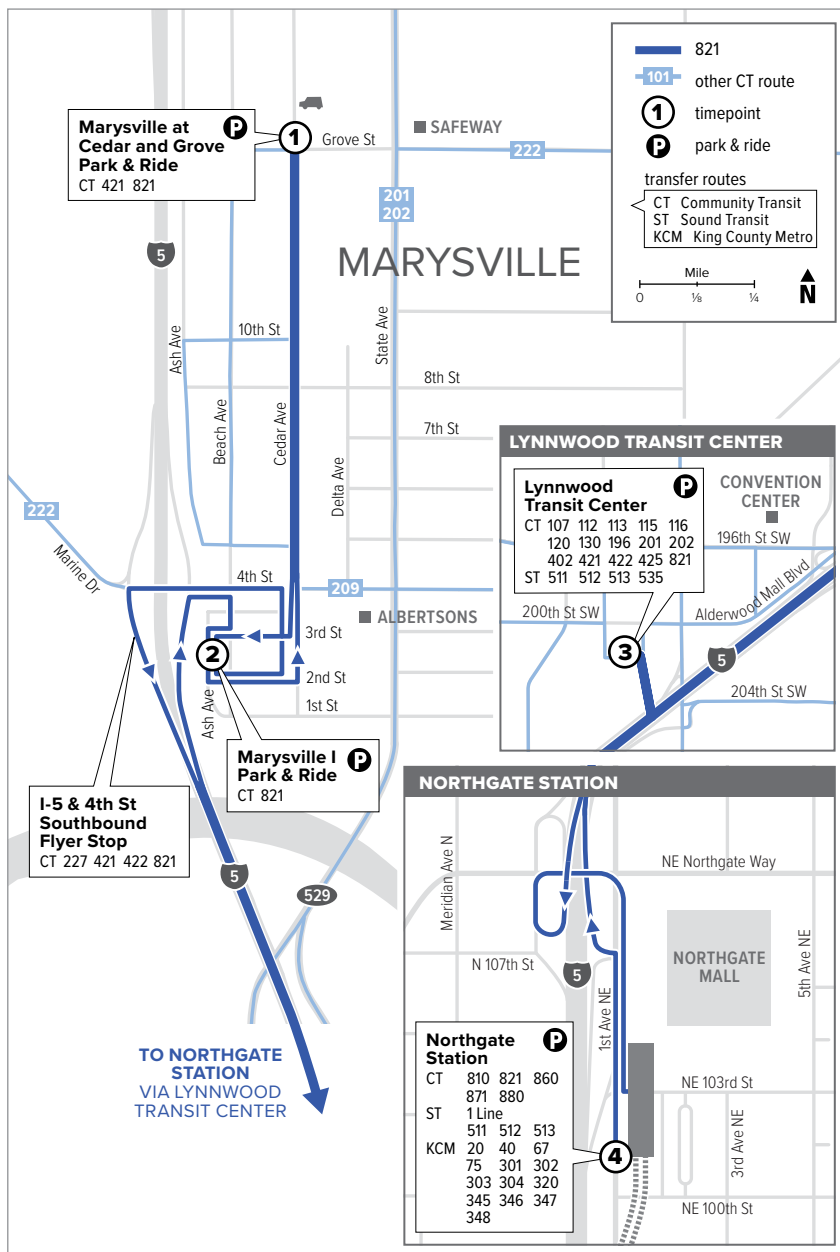 821
101
other CT route
1
timepoint
P
park & ride
transfer routes
CT Community Transit
ST Sound Transit
KCM King County Metro
Mile
0 ⅛ ¼
N
Marysville at
Cedar and Grove
Park & Ride
CT 421 821
P
1
Grove St
SAFEWAY
222
201
202
5
MARYSVILLE
Ash Ave
10th St
State Ave
8th St
Beach Ave
Cedar Ave
7th St
Delta Ave
222
Marine Dr
4th St
209
ALBERTSONS
3rd St
2
2nd St
Ash Ave
1st St
Marysville I
Park & Ride
CT 821
P
I-5 & 4th St
Southbound
Flyer Stop
CT 227 421 422 821
5
529
TO NORTHGATE
STATION
VIA LYNNWOOD
TRANSIT CENTER
LYNNWOOD TRANSIT CENTER
Lynnwood
Transit Center
P
CT 107 112 113 115 116
120 130 196 201 202
402 421 422 425 821
ST 511 512 513 535
CONVENTION
CENTER
196th St SW
Alderwood Mall Blvd
200th St SW
3
5
204th St SW
NORTHGATE STATION
Meridian Ave N
NE Northgate Way
N 107th St
5
1st Ave NE
NORTHGATE
MALL
5th Ave NE
Northgate
Station
P
CT 810 821 860
871 880
ST 1 Line
511 512 513
KCM 20 40 67
75 301 302
303 304 320
345 346 347
348
4
NE 103rd St
3rd Ave NE
NE 100th St